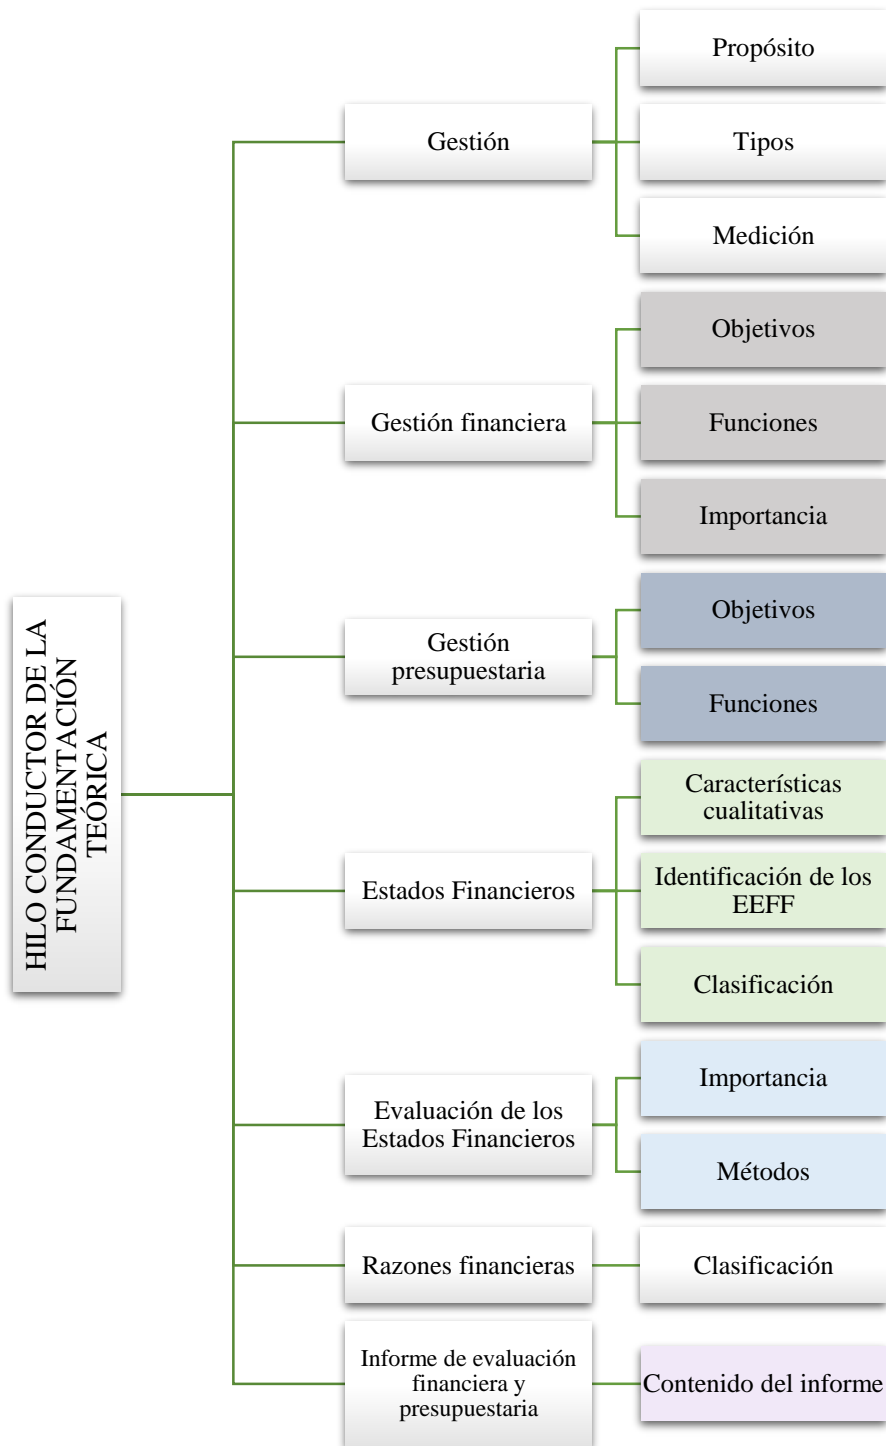 HILO CONDUCTOR DE LA
FUNDAMENTACIÓN
TEÓRICA
Gestión
Propósito
Tipos
Medición
Gestión financiera
Objetivos
Funciones
Importancia
Gestión
presupuestaria
Objetivos
Funciones
Estados Financieros
Características
cualitativas
Identificación de los
EEFF
Clasificación
Evaluación de los
Estados Financieros
Importancia
Métodos
Razones financieras
Clasificación
Informe de evaluación
financiera y
presupuestaria
Contenido del informe